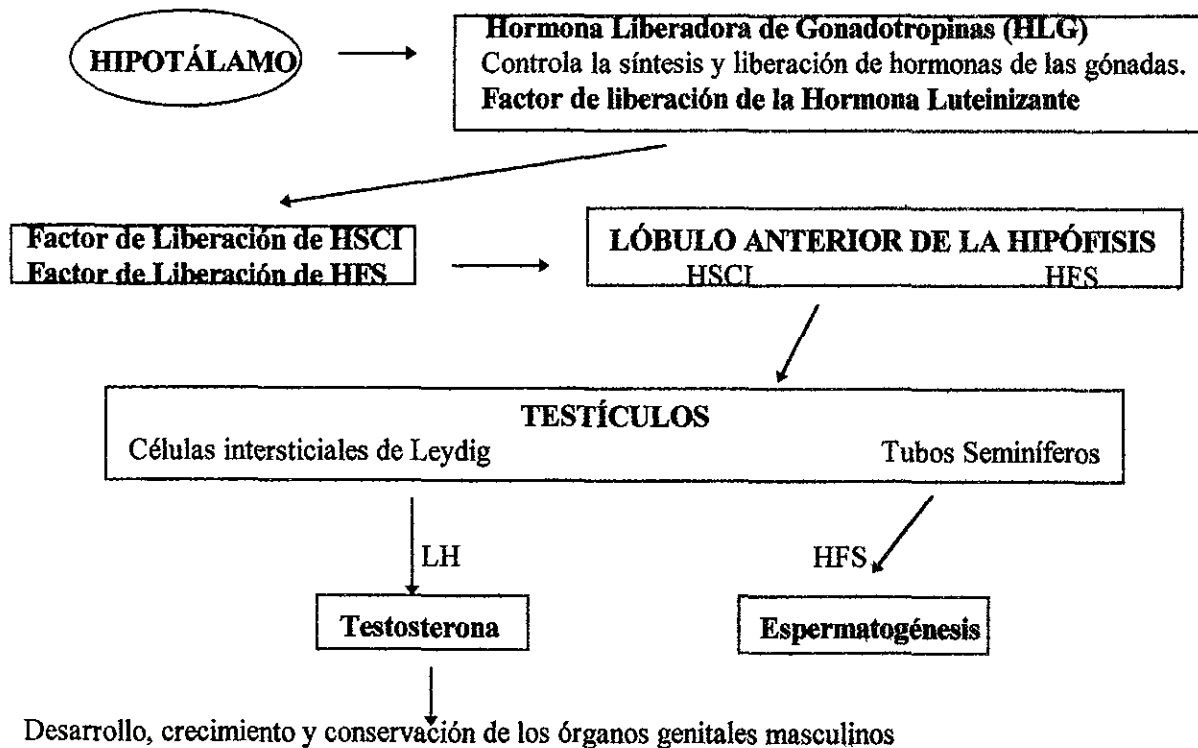 HIPOTÁLAMO
Hormona Liberadora de Gonadotropinas (HLG)
Controla la síntesis y liberación de hormonas de las gónadas.
Factor de liberación de la Hormona Luteinizante
Factor de Liberación de HSCI
Factor de Liberación de HFS
LÓBULO ANTERIOR DE LA HIPÓFISIS
HSCI HFS
TESTÍCULOS
Células intersticiales de Leydig Tubos Seminíferos
LH HFS
Testosterona Espermatogénesis
Desarrollo, crecimiento y conservación de los órganos genitales masculinos